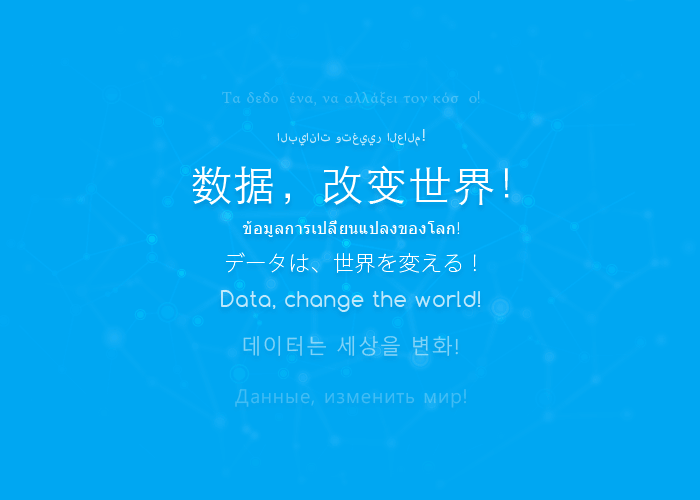 Τα δεδο ένα, να αλλάξει τον κόσ ο!
البيانات وتغيير العالم!
数据，改变世界！
ข้อมูลการเปลี่ยนแปลงของโลก!
データは、世界を変える！
Data, change the world!
데이터는 세상을 변화!
Данные, изменить мир!